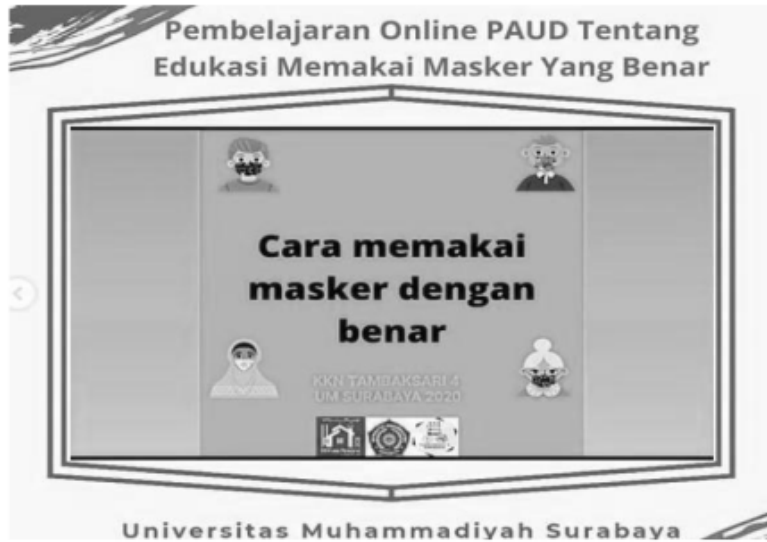 Pembelajaran Online PAUD Tentang
Edukasi Memakai Masker Yang Benar
Cara memakai
masker dengan
benar
KKN TAMBAKSARI 4
UM SURABAYA 2020
Universitas Muhammadiyah Surabaya